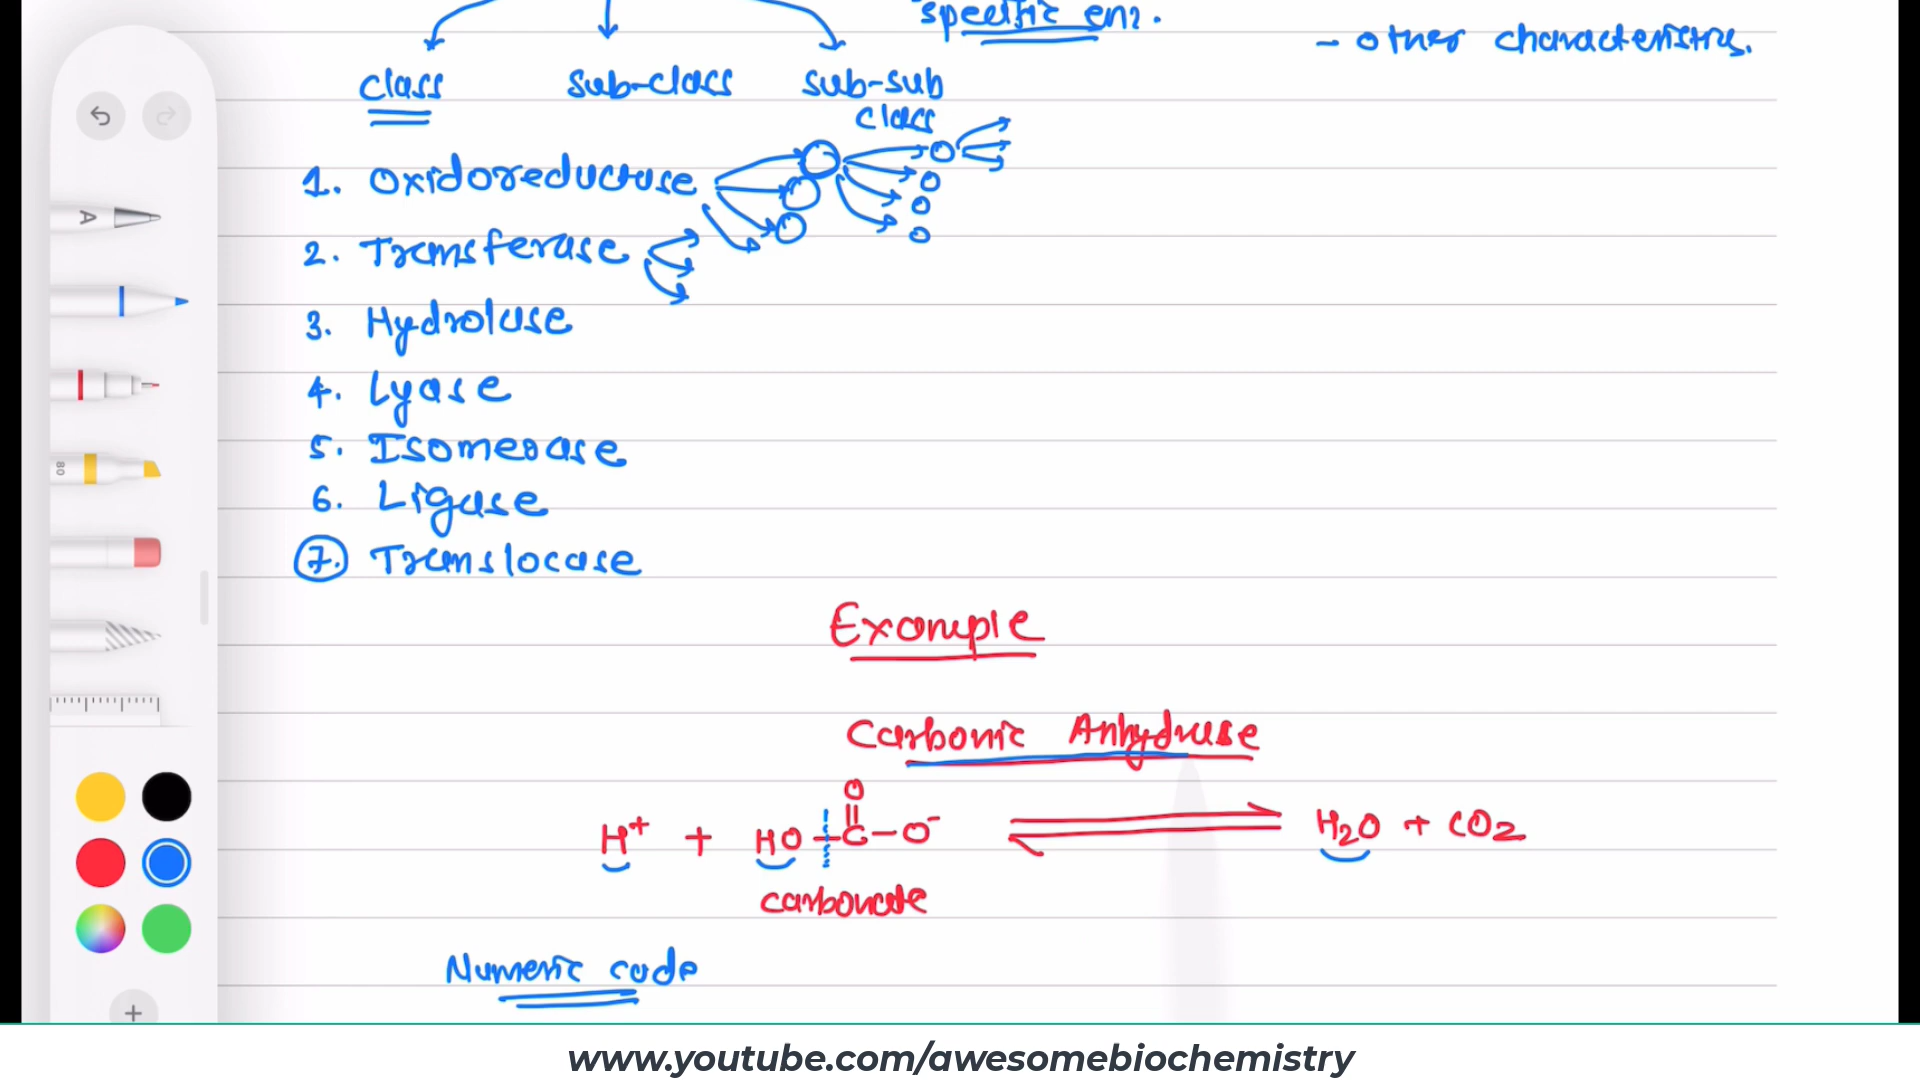 specific enz.
- other characteristics.
class sub-class sub-sub class
1. Oxidoreductase
2. Transferase
3. Hydrolase
4. Lyase
5. Isomerase
6. Ligase
7. Translocase
Example
Carbonic Anhydrase
O
H⁺ + HO-C-O⁻ ⇌ H₂O + CO₂
carbonate
Numeric code
A
80
www.youtube.com/awesomebiochemistry